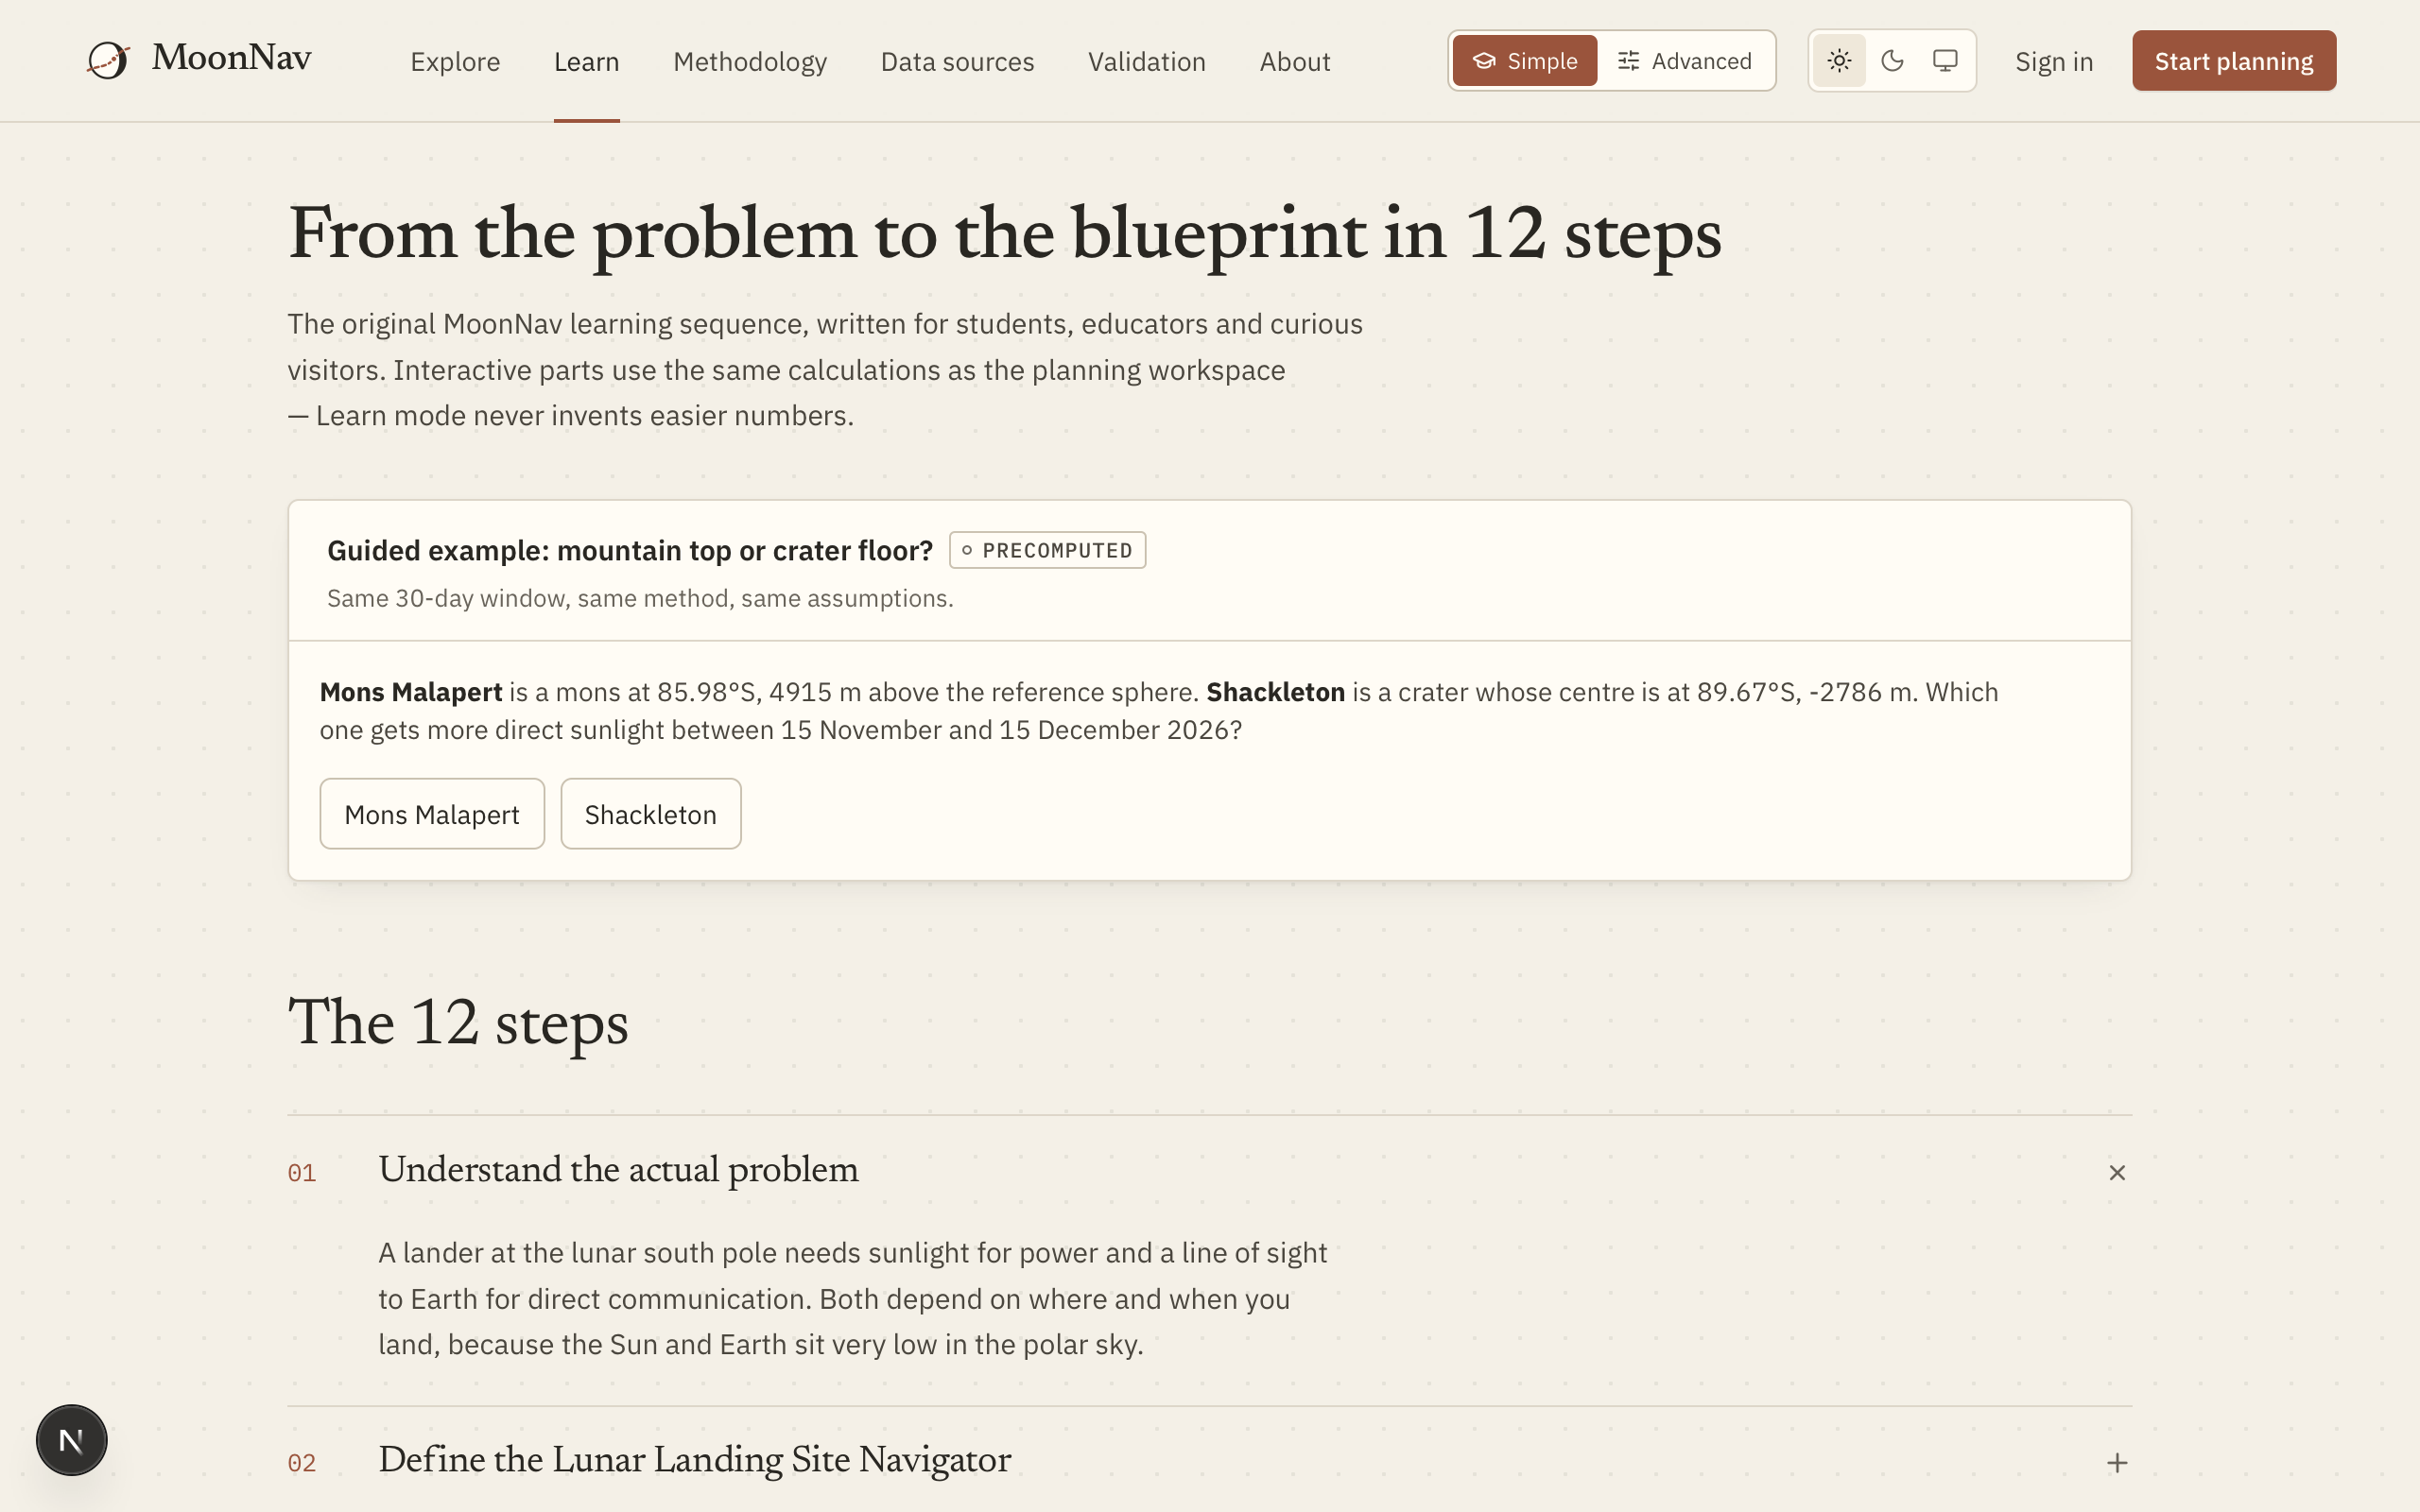 MoonNav
Explore
Learn
Methodology
Data sources
Validation
About
Simple
Advanced
Sign in
Start planning
From the problem to the blueprint in 12 steps
The original MoonNav learning sequence, written for students, educators and curious
visitors. Interactive parts use the same calculations as the planning workspace
— Learn mode never invents easier numbers.
Guided example: mountain top or crater floor?
PRECOMPUTED
Same 30-day window, same method, same assumptions.
Mons Malapert is a mons at 85.98°S, 4915 m above the reference sphere. Shackleton is a crater whose centre is at 89.67°S, -2786 m. Which
one gets more direct sunlight between 15 November and 15 December 2026?
Mons Malapert
Shackleton
The 12 steps
01
Understand the actual problem
A lander at the lunar south pole needs sunlight for power and a line of sight
to Earth for direct communication. Both depend on where and when you
land, because the Sun and Earth sit very low in the polar sky.
02
Define the Lunar Landing Site Navigator
N